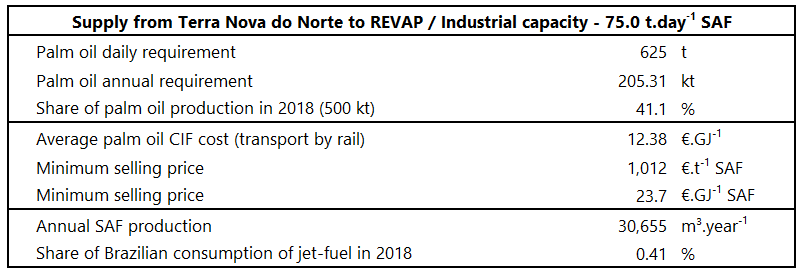 Supply from Terra Nova do Norte to REVAP / Industrial capacity - 75.0 t.day⁻¹ SAF
Palm oil daily requirement 625 t
Palm oil annual requirement 205.31 kt
Share of palm oil production in 2018 (500 kt) 41.1 %
Average palm oil CIF cost (transport by rail) 12.38 €.GJ⁻¹
Minimum selling price 1,012 €.t⁻¹ SAF
Minimum selling price 23.7 €.GJ⁻¹ SAF
Annual SAF production 30,655 m³.year⁻¹
Share of Brazilian consumption of jet-fuel in 2018 0.41 %